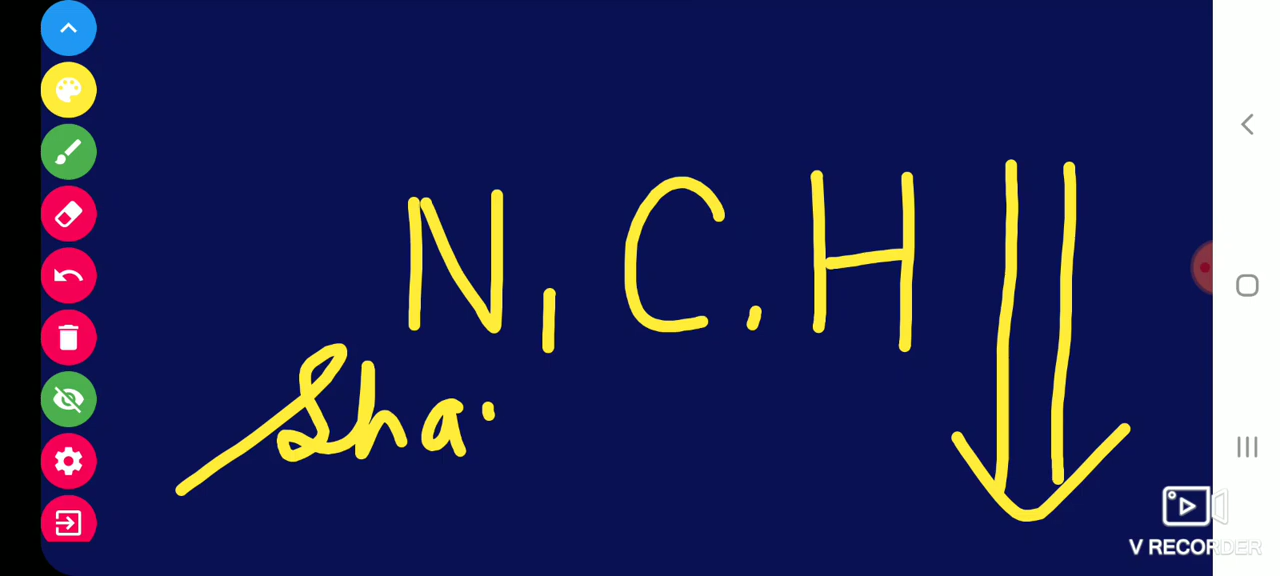 N, C, H
Sha
V RECORDER